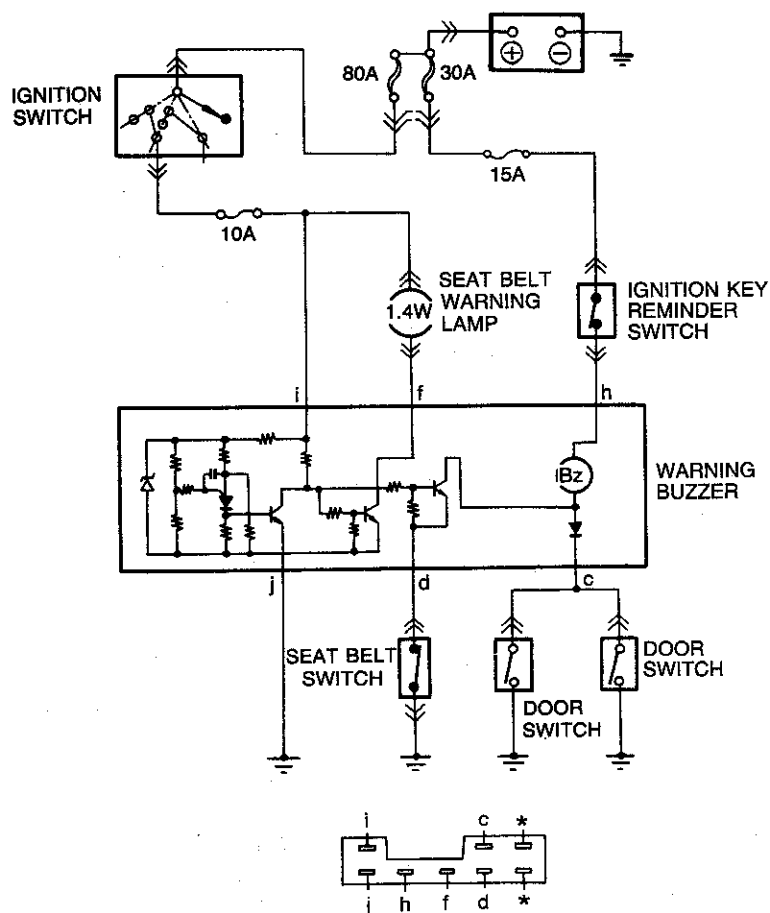 80A
30A
+
−
IGNITION
SWITCH
15A
10A
SEAT BELT
WARNING
LAMP
1.4W
IGNITION KEY
REMINDER
SWITCH
i
f
h
Bz
WARNING
BUZZER
j
d
c
SEAT BELT
SWITCH
DOOR
SWITCH
DOOR
SWITCH
i
c
*
j
h
f
d
*